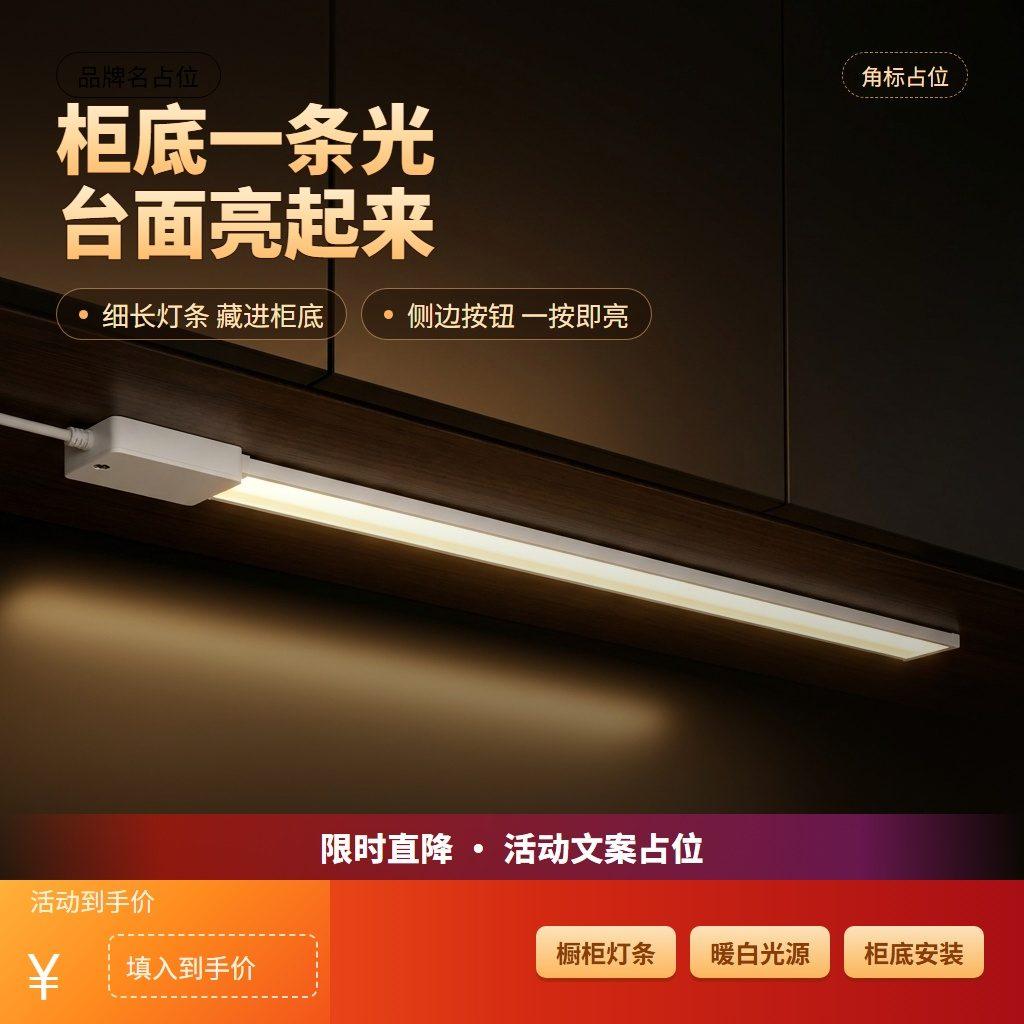 品牌名占位
角标占位
柜底一条光
台面亮起来
细长灯条 藏进柜底
侧边按钮 一按即亮
限时直降 · 活动文案占位
活动到手价
¥ 填入到手价
橱柜灯条
暖白光源
柜底安装